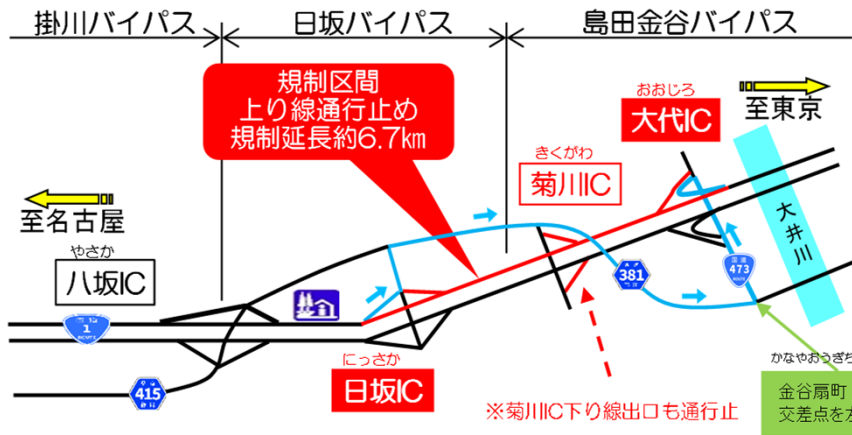 掛川バイパス
日坂バイパス
島田金谷バイパス
規制区間
上り線通行止め
規制延長約6.7km
おおじろ
大代IC
至東京
きくがわ
菊川IC
至名古屋
やさか
八坂IC
大井川
国道
473
381
1
ROUTE
にっさか
日坂IC
415
かなやおうぎち
金谷扇町
交差点を左
※菊川IC下り線出口も通行止